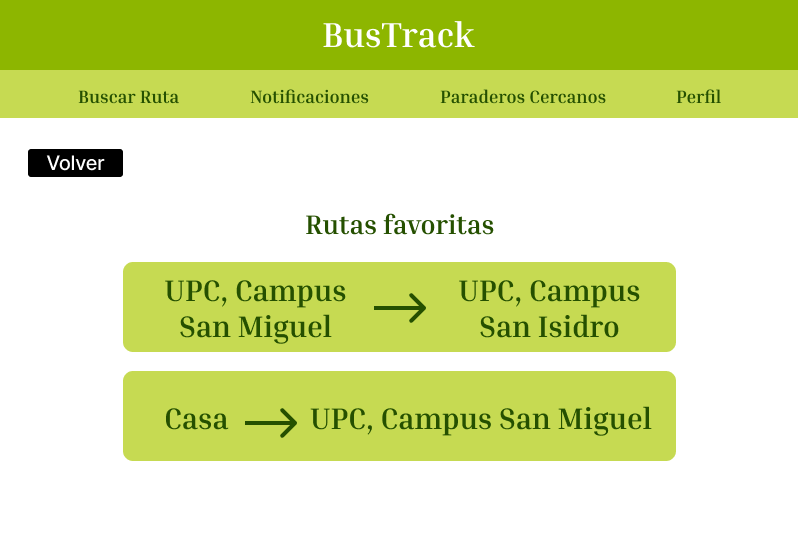 BusTrack
Buscar Ruta Notificaciones Paraderos Cercanos Perfil
Volver
Rutas favoritas
UPC, Campus
San Miguel
UPC, Campus
San Isidro
Casa → UPC, Campus San Miguel